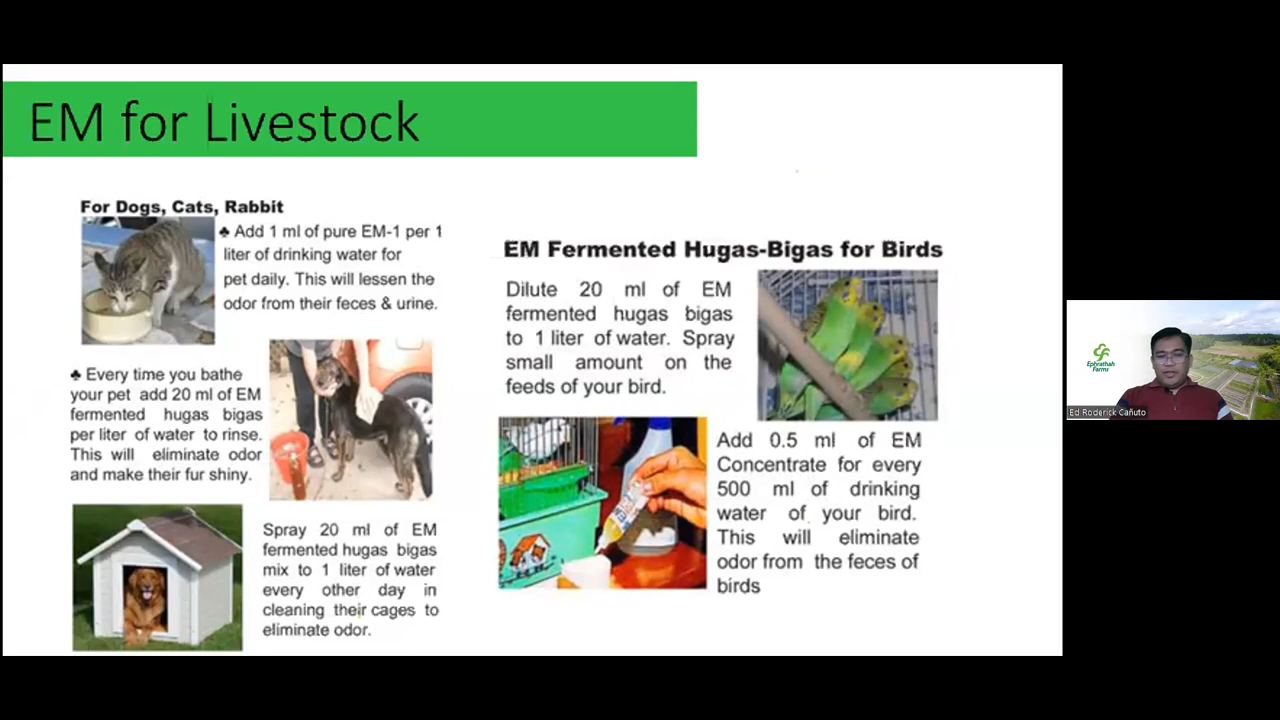 EM for Livestock
For Dogs, Cats, Rabbit
♣ Add 1 ml of pure EM-1 per 1
liter of drinking water for
pet daily. This will lessen the
odor from their feces & urine.
♣ Every time you bathe
your pet add 20 ml of EM
fermented hugas bigas
per liter of water to rinse.
This will eliminate odor
and make their fur shiny.
Spray 20 ml of EM
fermented hugas bigas
mix to 1 liter of water
every other day in
cleaning their cages to
eliminate odor.
EM Fermented Hugas-Bigas for Birds
Dilute 20 ml of EM
fermented hugas bigas
to 1 liter of water. Spray
small amount on the
feeds of your bird.
Add 0.5 ml of EM
Concentrate for every
500 ml of drinking
water of your bird.
This will eliminate
odor from the feces of
birds
Ephrathah
Farms
Ed Roderick Cañuto